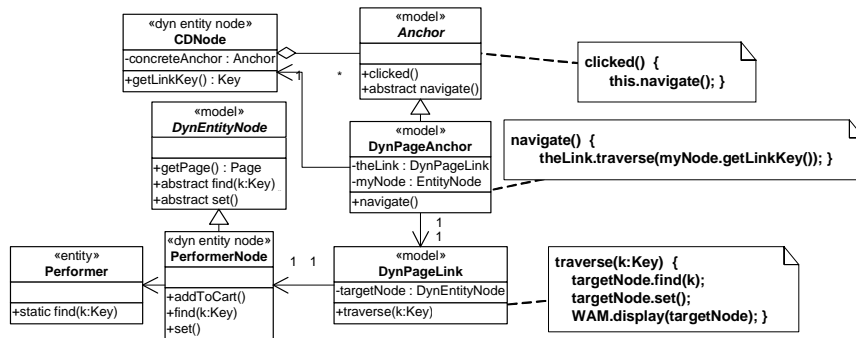 «dyn entity node»
CDNode
-concreteAnchor : Anchor
+getLinkKey() : Key
1
*
«model»
Anchor
+clicked()
+abstract navigate()
clicked() {
this.navigate(); }
«model»
DynEntityNode
+getPage() : Page
+abstract find(k:Key)
+abstract set()
«model»
DynPageAnchor
-theLink : DynPageLink
-myNode : EntityNode
+navigate()
navigate() {
theLink.traverse(myNode.getLinkKey()); }
1
1
«entity»
Performer
+static find(k:Key)
«dyn entity node»
PerformerNode
+addToCart()
+find(k:Key)
+set()
1 1
«model»
DynPageLink
-targetNode : DynEntityNode
+traverse(k:Key)
traverse(k:Key) {
targetNode.find(k);
targetNode.set();
WAM.display(targetNode); }